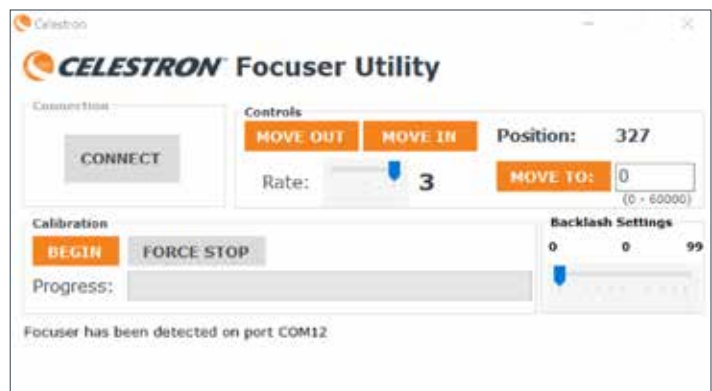 Celestron
CELESTRON Focuser Utility
Connection
CONNECT
Controls
MOVE OUT MOVE IN
Rate: 3
Position: 327
MOVE TO: 0
(0 - 60000)
Calibration
BEGIN FORCE STOP
Progress:
Backlash Settings
0 0 99
Focuser has been detected on port COM12